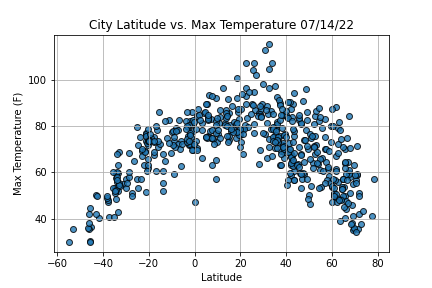 City Latitude vs. Max Temperature 07/14/22
Max Temperature (F)
100
80
60
40
−60 −40 −20 0 20 40 60 80
Latitude